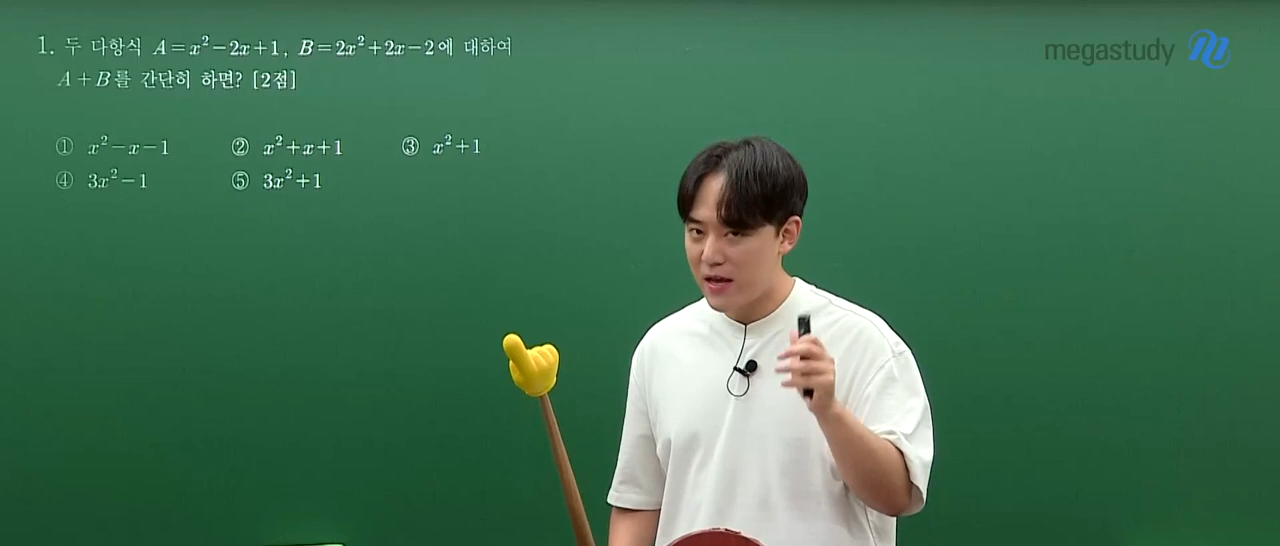 1. 두 다항식 A=x²-2x+1, B=2x²+2x-2에 대하여
A+B를 간단히 하면? [2점]
megastudy
① x²-x-1 ② x²+x+1 ③ x²+1
④ 3x²-1 ⑤ 3x²+1